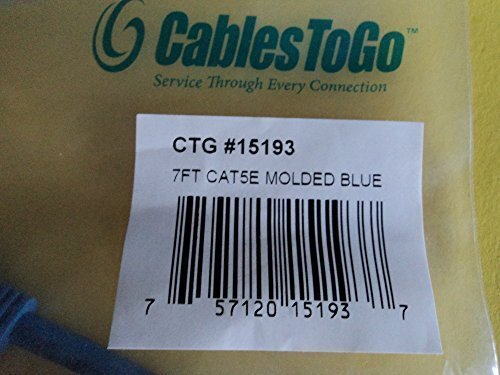 CablesToGo™
Service Through Every Connection
CTG #15193
7FT CAT5E MOLDED BLUE
7 57120 15193 7